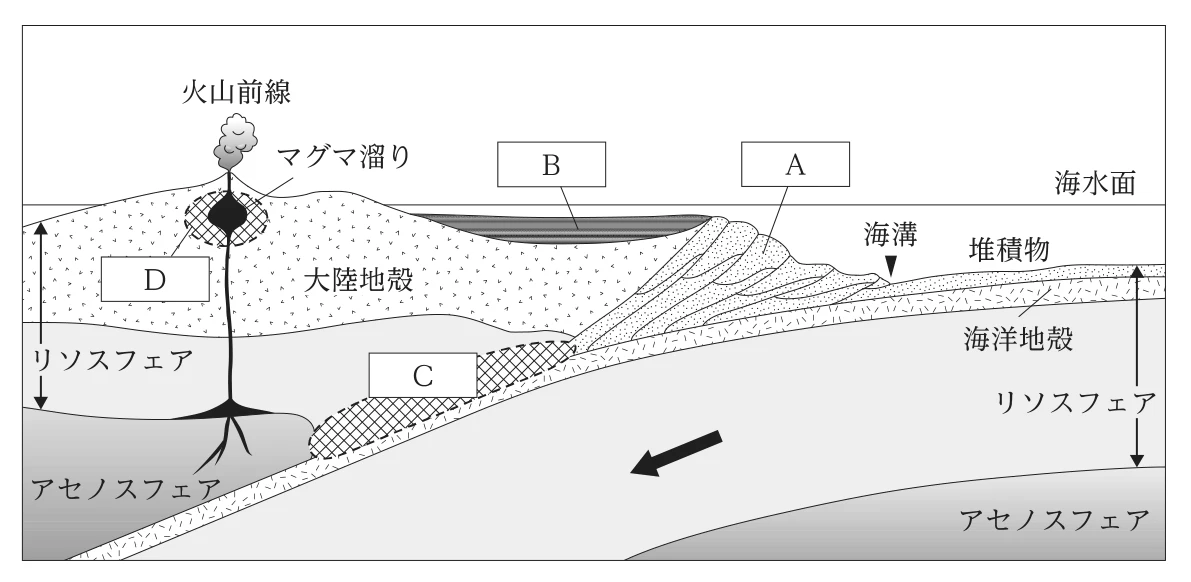 火山前線
マグマ溜り
B
A
海水面
海溝
堆積物
D
大陸地殻
海洋地殻
リソスフェア
C
リソスフェア
アセノスフェア
アセノスフェア